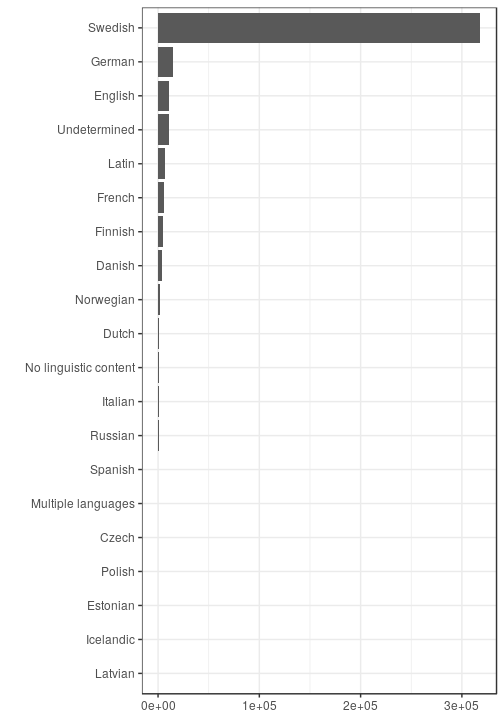 Swedish
German
English
Undetermined
Latin
French
Finnish
Danish
Norwegian
Dutch
No linguistic content
Italian
Russian
Spanish
Multiple languages
Czech
Polish
Estonian
Icelandic
Latvian
0e+00 1e+05 2e+05 3e+05